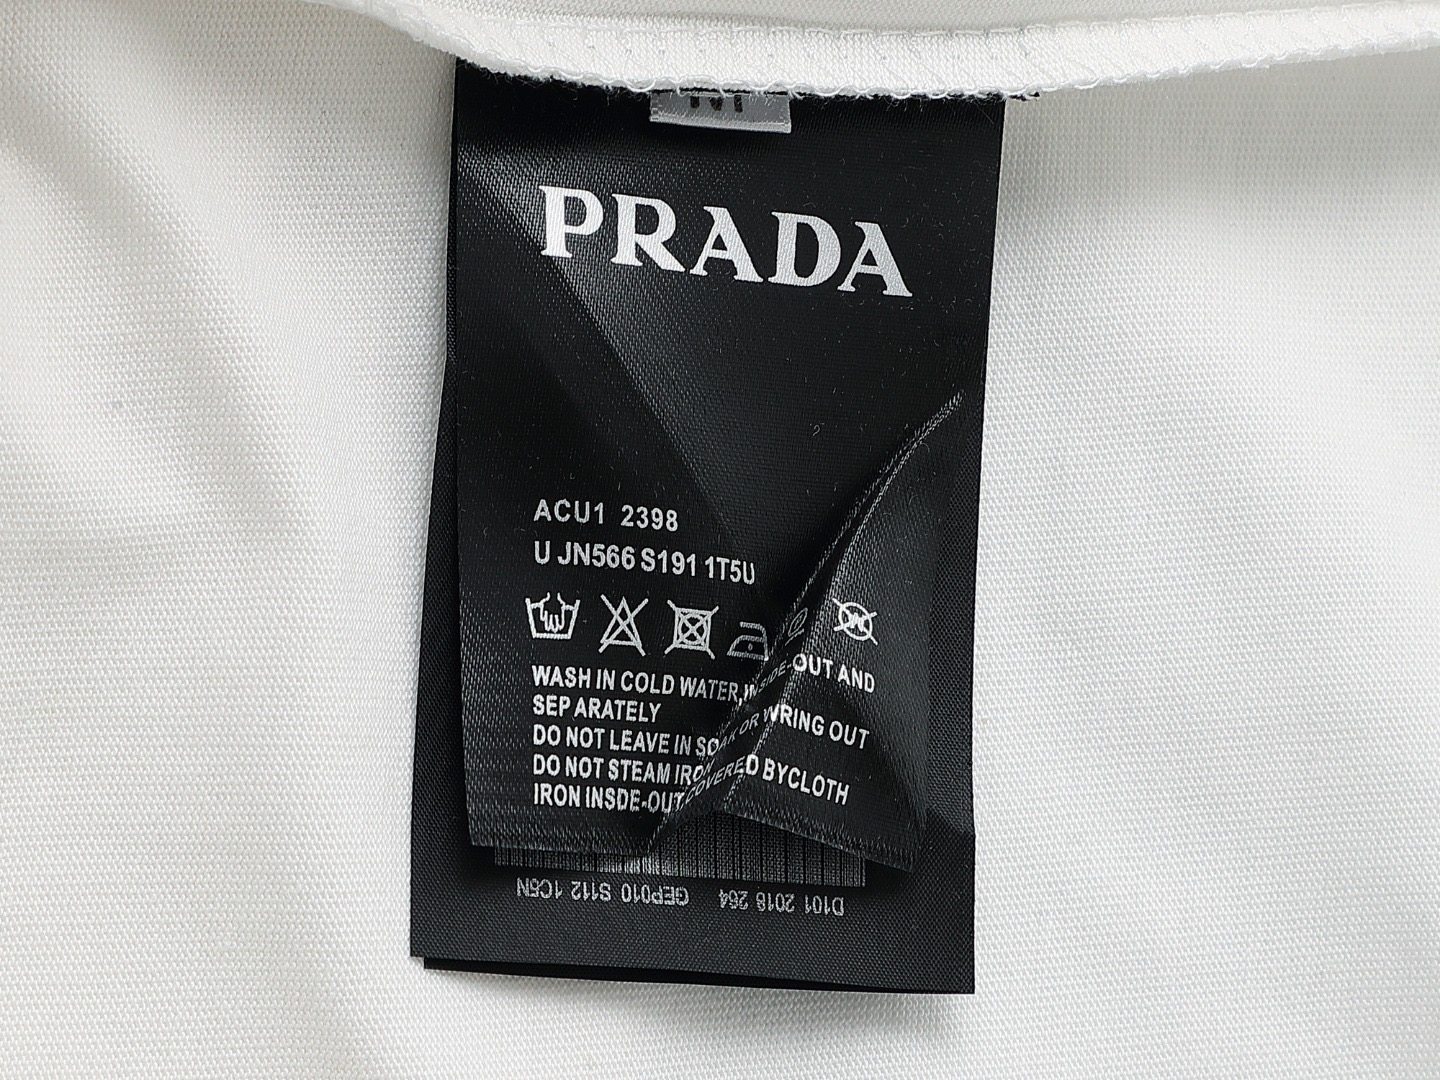 M
PRADA
ACU1 2398
U JN566 S191 1T5U
WASH IN COLD WATER, INSIDE-OUT AND
SEP ARATELY
DO NOT LEAVE IN SOAK OR WRING OUT
DO NOT STEAM IRON
IRON INSDE-OUT COVERED BYCLOTH
D101 2018 264 GEP010 S112 1C6N